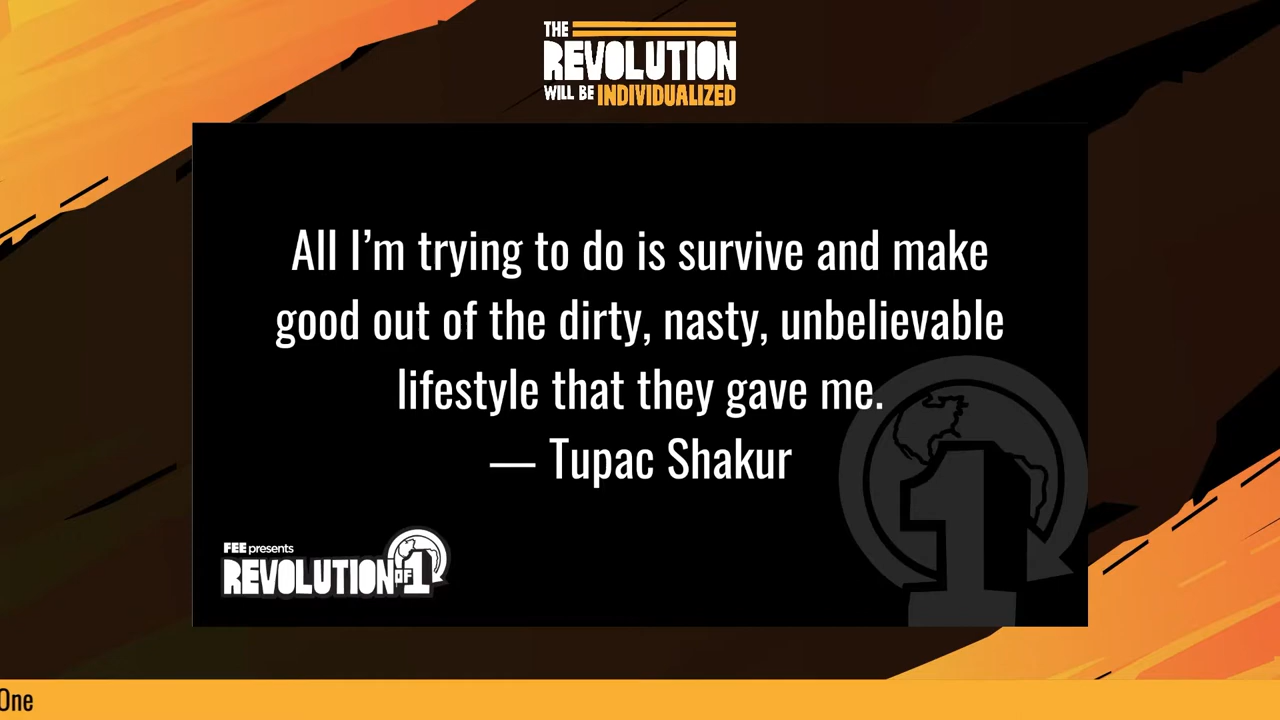 THE
REVOLUTION
WILL BE INDIVIDUALIZED
All I’m trying to do is survive and make
good out of the dirty, nasty, unbelievable
lifestyle that they gave me.
— Tupac Shakur
FEE presents
REVOLUTION OF 1
1
One